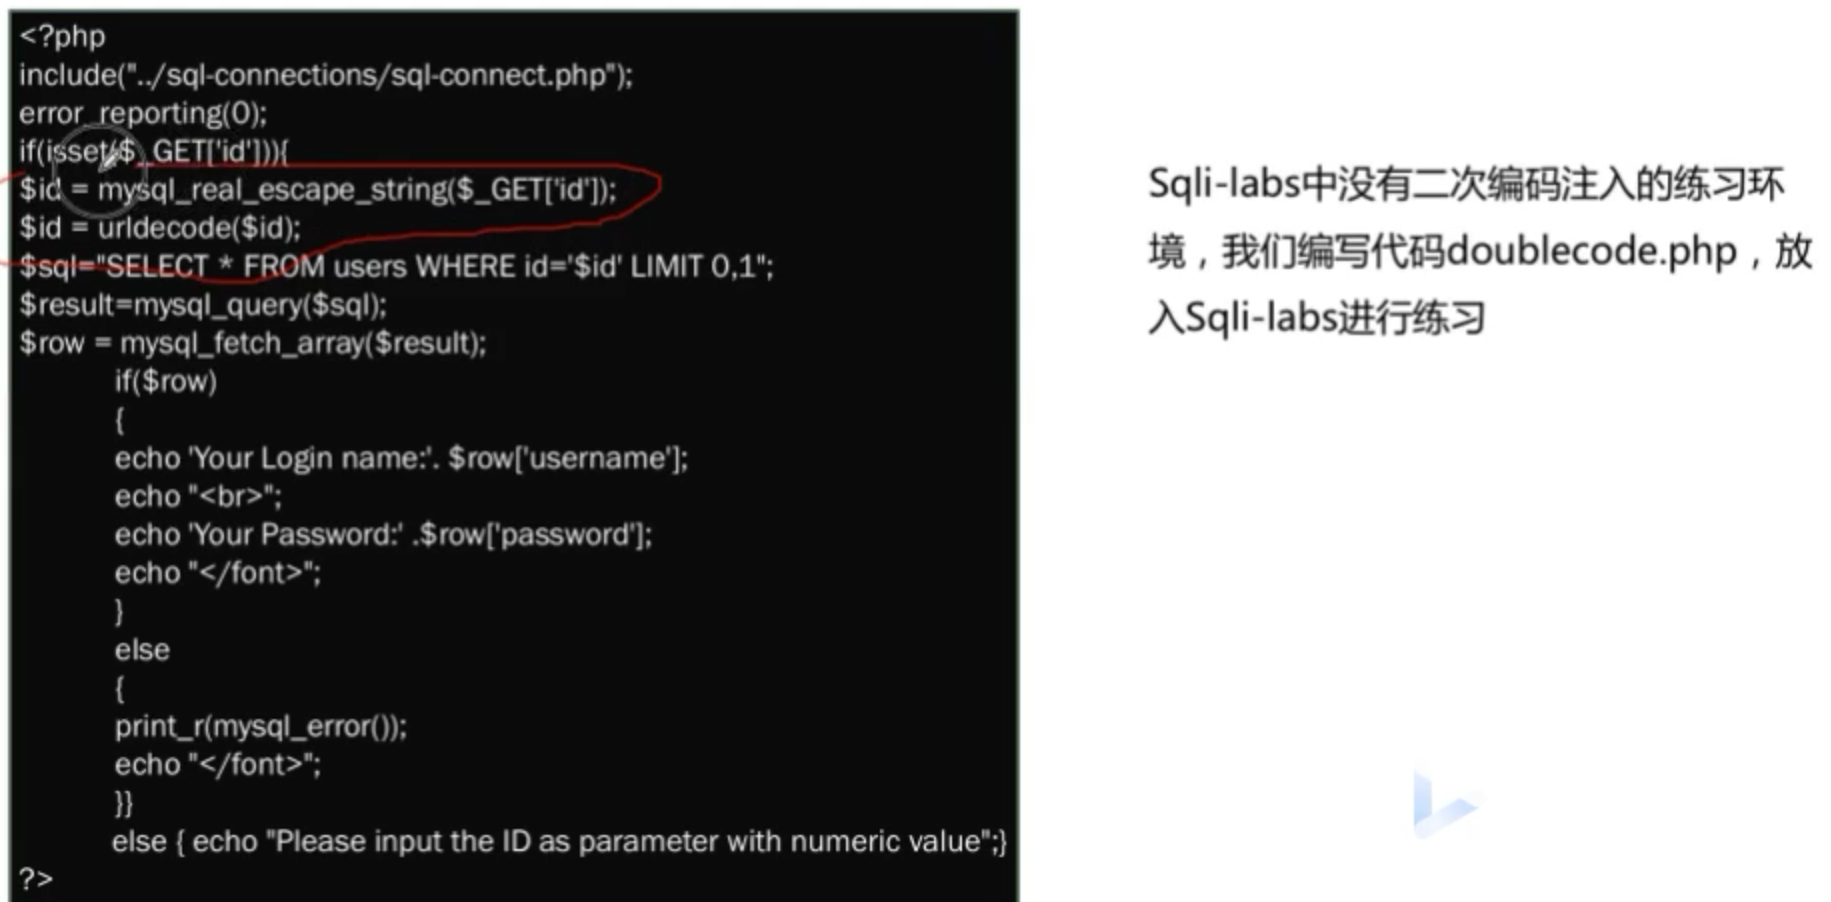 <?php
include("../sql-connections/sql-connect.php");
error_reporting(0);
if(isset($_GET['id'])){
$id = mysql_real_escape_string($_GET['id']);
$id = urldecode($id);
$sql="SELECT * FROM users WHERE id='$id' LIMIT 0,1";
$result=mysql_query($sql);
$row = mysql_fetch_array($result);
if($row)
{
echo 'Your Login name:'. $row['username'];
echo "<br>";
echo 'Your Password:' .$row['password'];
echo "</font>";
}
else
{
print_r(mysql_error());
echo "</font>";
}}
else { echo "Please input the ID as parameter with numeric value";}
?>
Sqli-labs中没有二次编码注入的练习环
境，我们编写代码doublecode.php，放
入Sqli-labs进行练习